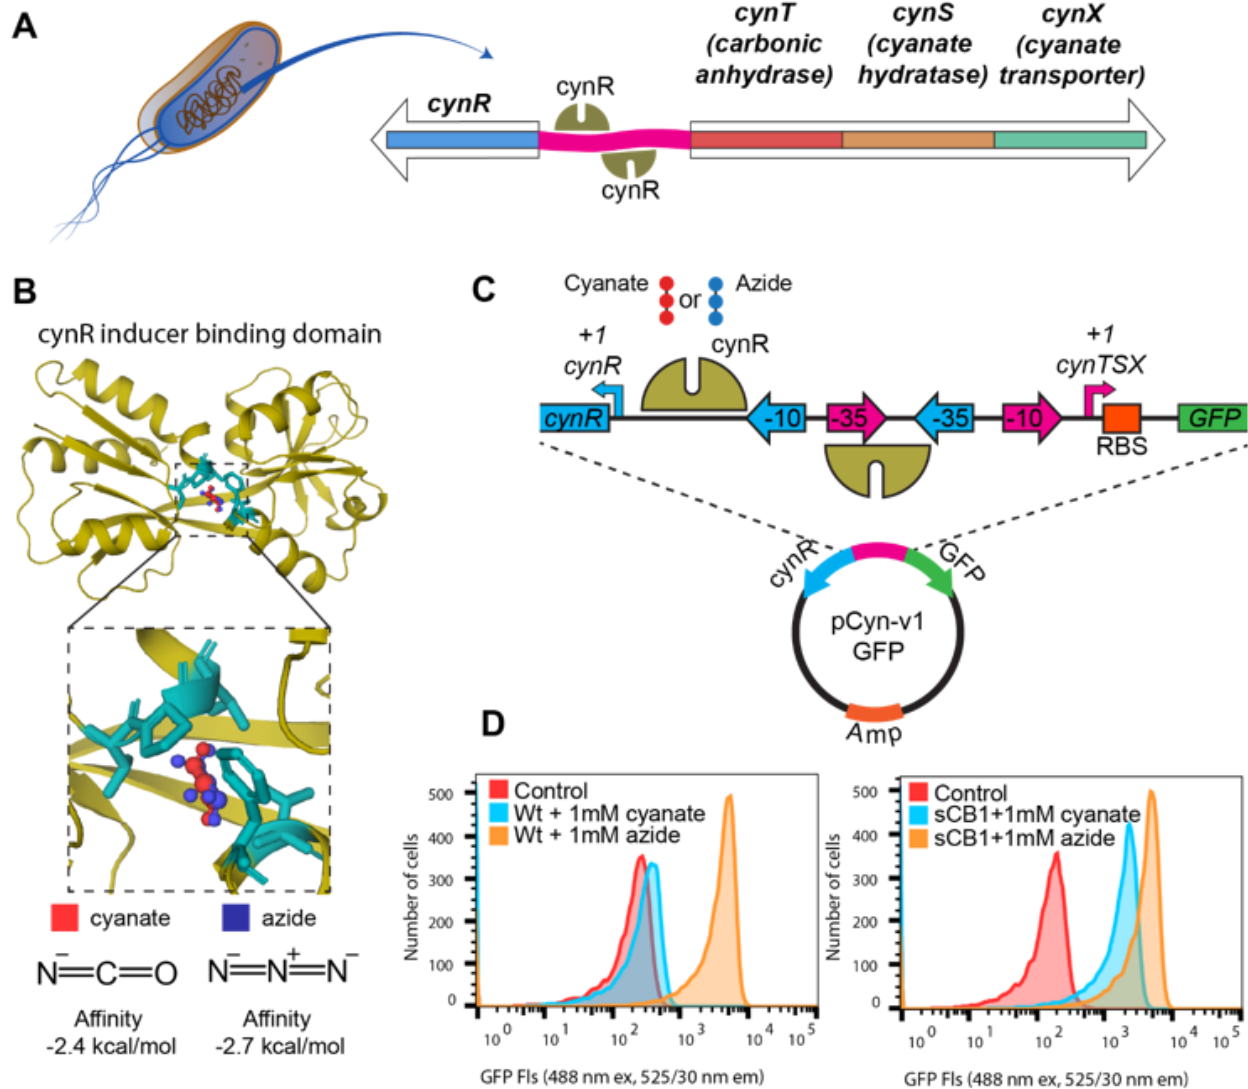 A
cynT
(carbonic
anhydrase)
cynS
(cyanate
hydratase)
cynX
(cyanate
transporter)
cynR
cynR
cynR
B
cynR inducer binding domain
cyanate
azide
N⁻=C=O
N⁻=N⁺=N⁻
Affinity
-2.4 kcal/mol
Affinity
-2.7 kcal/mol
C
Cyanate
or
Azide
+1
cynR
cynR
+1
cynTSX
cynR
-10
-35
-35
-10
RBS
GFP
cynR
GFP
pCyn-v1
GFP
Amp
D
Control
Wt + 1mM cyanate
Wt + 1mM azide
Number of cells
500
400
300
200
100
0
10^0 10^1 10^2 10^3 10^4 10^5
GFP Fls (488 nm ex, 525/30 nm em)
Control
sCB1+1mM cyanate
sCB1+1mM azide
Number of cells
500
400
300
200
100
0
10^0 10^1 10^2 10^3 10^4 10^5
GFP Fls (488 nm ex, 525/30 nm em)